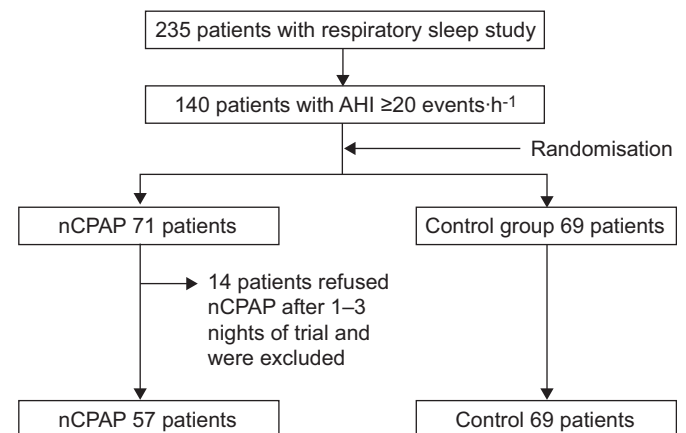 235 patients with respiratory sleep study
140 patients with AHI ≥20 events·h-1
Randomisation
nCPAP 71 patients
Control group 69 patients
14 patients refused
nCPAP after 1–3
nights of trial and
were excluded
nCPAP 57 patients
Control 69 patients